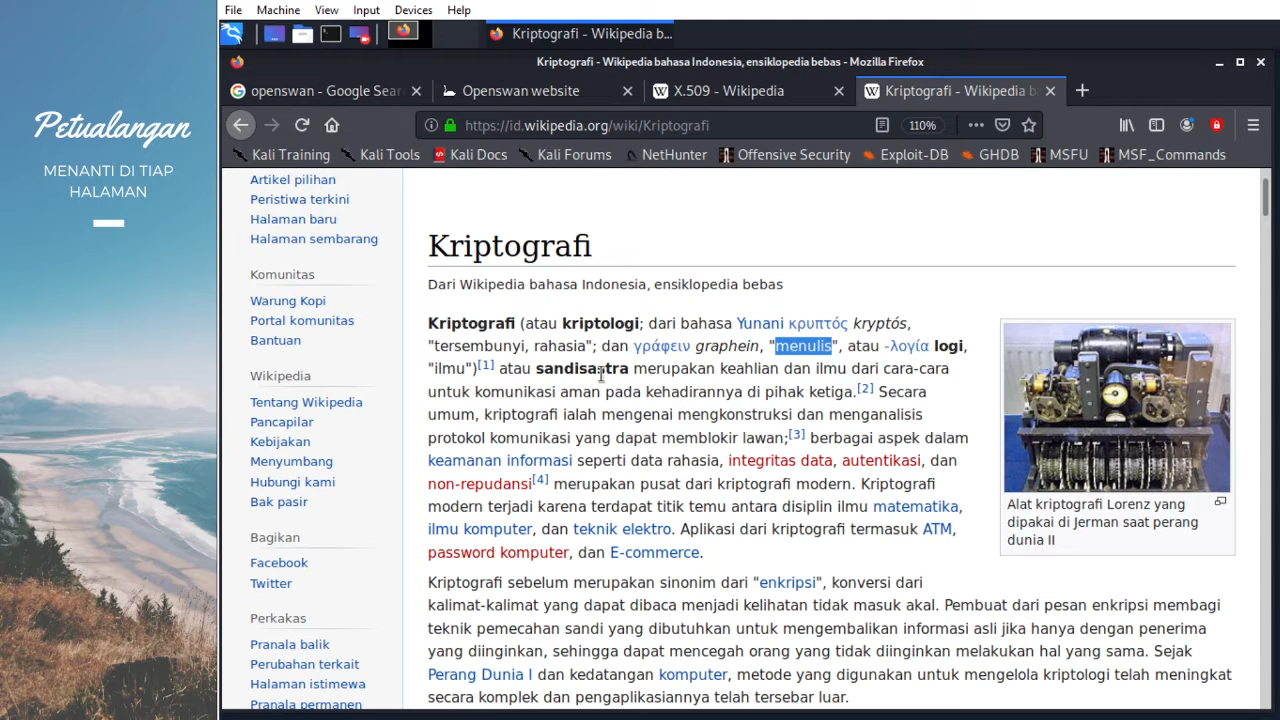 Petualangan
MENANTI DI TIAP
HALAMAN
File Machine View Input Devices Help
Kriptografi - Wikipedia b...
Kriptografi - Wikipedia bahasa Indonesia, ensiklopedia bebas - Mozilla Firefox
openswan - Google Sear
Openswan website
X.509 - Wikipedia
Kriptografi - Wikipedia b
https://id.wikipedia.org/wiki/Kriptografi
110%
Kali Training Kali Tools Kali Docs Kali Forums NetHunter Offensive Security Exploit-DB GHDB MSFU MSF_Commands
Artikel pilihan
Peristiwa terkini
Halaman baru
Halaman sembarang
Komunitas
Warung Kopi
Portal komunitas
Bantuan
Wikipedia
Tentang Wikipedia
Pancapilar
Kebijakan
Menyumbang
Hubungi kami
Bak pasir
Bagikan
Facebook
Twitter
Perkakas
Pranala balik
Perubahan terkait
Halaman istimewa
Pranala permanen
Kriptografi
Dari Wikipedia bahasa Indonesia, ensiklopedia bebas
Kriptografi (atau kriptologi; dari bahasa Yunani κρυπτός kryptós,
"tersembunyi, rahasia"; dan γράφειν graphein, "menulis", atau -λογία logi,
"ilmu")[1] atau sandisastra merupakan keahlian dan ilmu dari cara-cara
untuk komunikasi aman pada kehadirannya di pihak ketiga.[2] Secara
umum, kriptografi ialah mengenai mengkonstruksi dan menganalisis
protokol komunikasi yang dapat memblokir lawan;[3] berbagai aspek dalam
keamanan informasi seperti data rahasia, integritas data, autentikasi, dan
non-repudansi[4] merupakan pusat dari kriptografi modern. Kriptografi
modern terjadi karena terdapat titik temu antara disiplin ilmu matematika,
ilmu komputer, dan teknik elektro. Aplikasi dari kriptografi termasuk ATM,
password komputer, dan E-commerce.
Alat kriptografi Lorenz yang
dipakai di Jerman saat perang
dunia II
Kriptografi sebelum merupakan sinonim dari "enkripsi", konversi dari
kalimat-kalimat yang dapat dibaca menjadi kelihatan tidak masuk akal. Pembuat dari pesan enkripsi membagi
teknik pemecahan sandi yang dibutuhkan untuk mengembalikan informasi asli jika hanya dengan penerima
yang diinginkan, sehingga dapat mencegah orang yang tidak diinginkan melakukan hal yang sama. Sejak
Perang Dunia I dan kedatangan komputer, metode yang digunakan untuk mengelola kriptologi telah meningkat
secara komplek dan pengaplikasiannya telah tersebar luar.